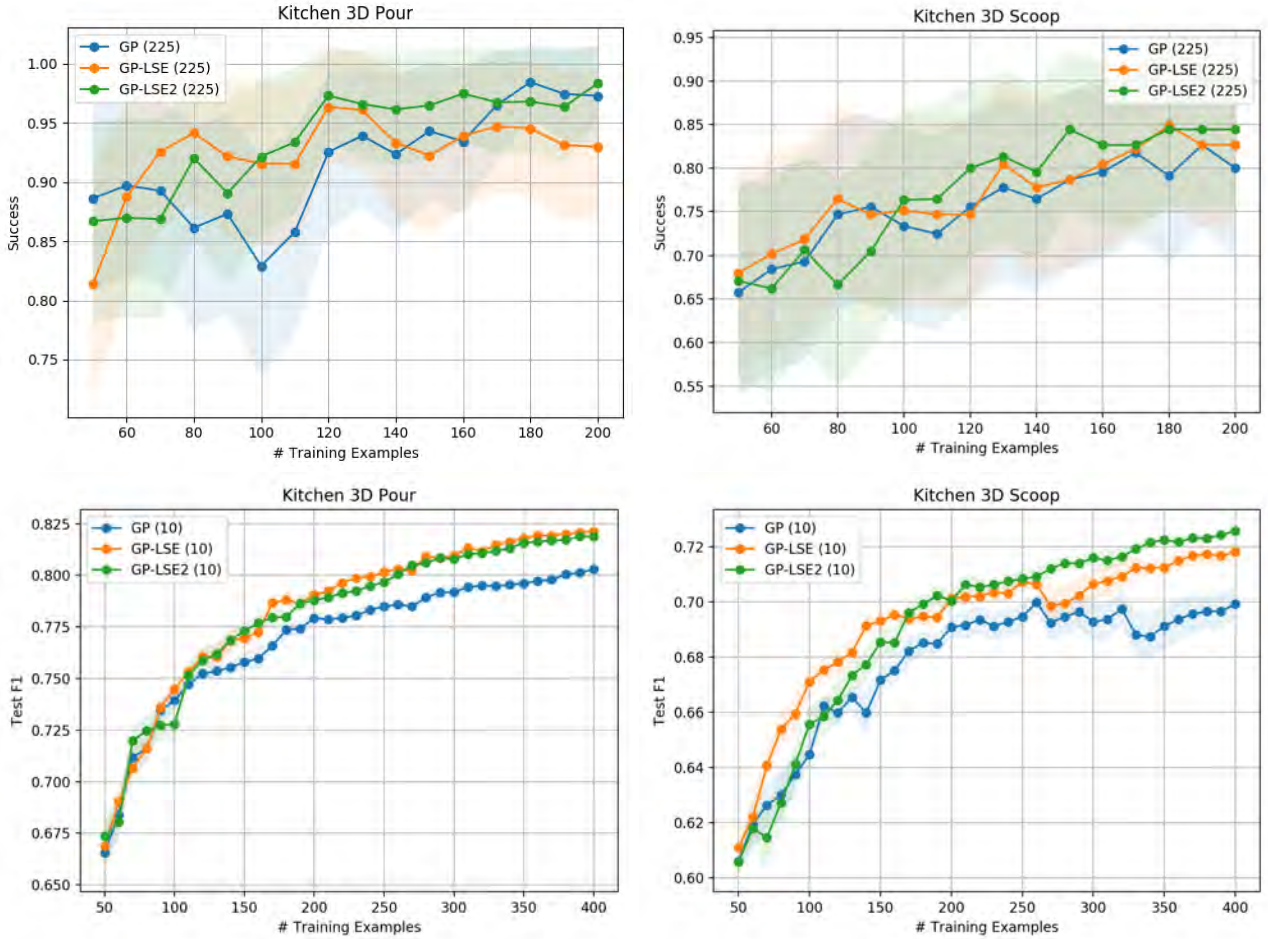 Kitchen 3D Pour
GP (225)
GP-LSE (225)
GP-LSE2 (225)
1.00
0.95
0.90
0.85
0.80
0.75
Success
60 80 100 120 140 160 180 200
# Training Examples
Kitchen 3D Scoop
GP (225)
GP-LSE (225)
GP-LSE2 (225)
0.95
0.90
0.85
0.80
0.75
0.70
0.65
0.60
0.55
Success
60 80 100 120 140 160 180 200
# Training Examples
Kitchen 3D Pour
GP (10)
GP-LSE (10)
GP-LSE2 (10)
0.825
0.800
0.775
0.750
0.725
0.700
0.675
0.650
Test F1
50 100 150 200 250 300 350 400
# Training Examples
Kitchen 3D Scoop
GP (10)
GP-LSE (10)
GP-LSE2 (10)
0.72
0.70
0.68
0.66
0.64
0.62
0.60
Test F1
50 100 150 200 250 300 350 400
# Training Examples